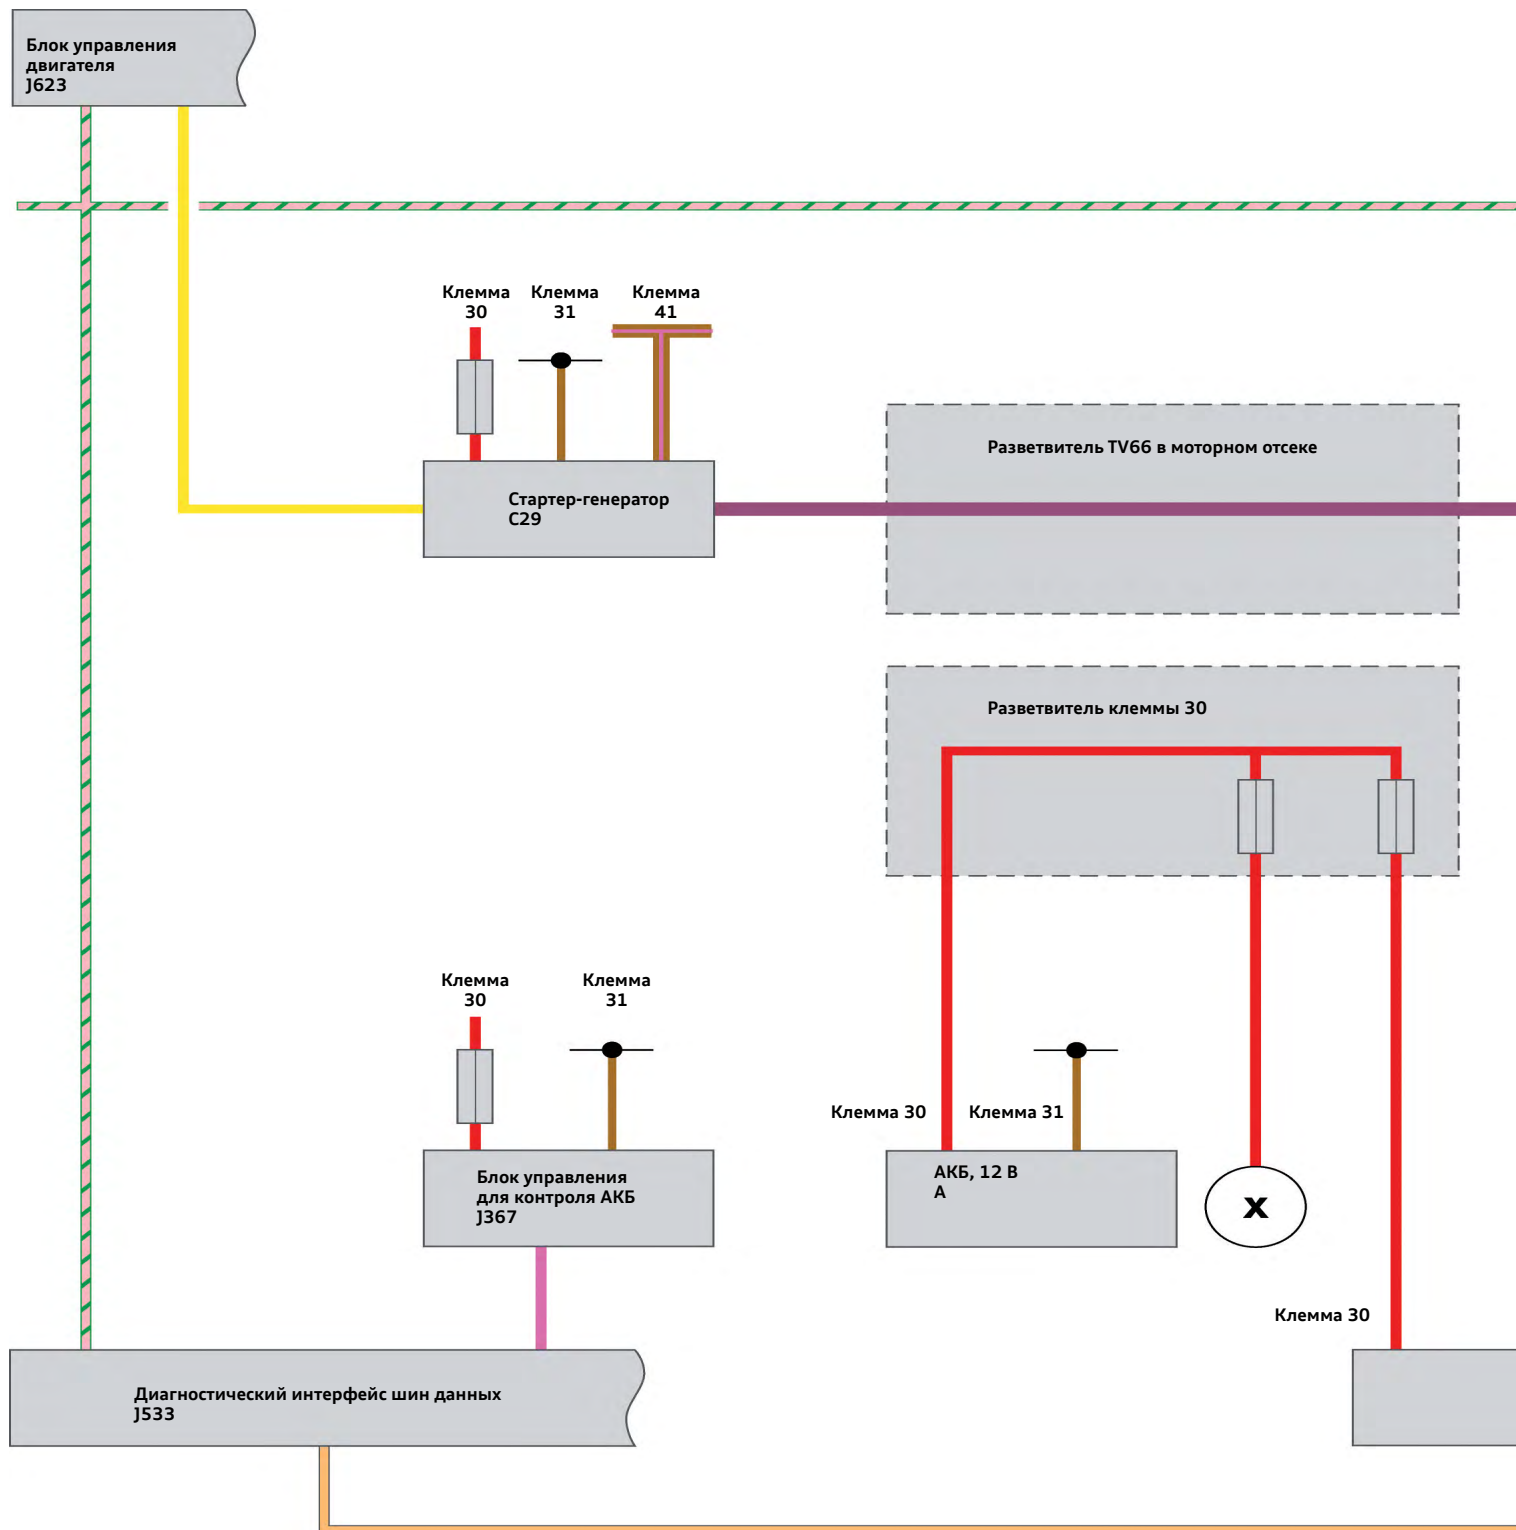 Блок управления
двигателя
J623
Клемма
30
Клемма
31
Клемма
41
Стартер-генератор
C29
Разветвитель TV66 в моторном отсеке
Разветвитель клеммы 30
Клемма
30
Клемма
31
Клемма 30
Клемма 31
Блок управления
для контроля АКБ
J367
АКБ, 12 В
A
X
Клемма 30
Диагностический интерфейс шин данных
J533